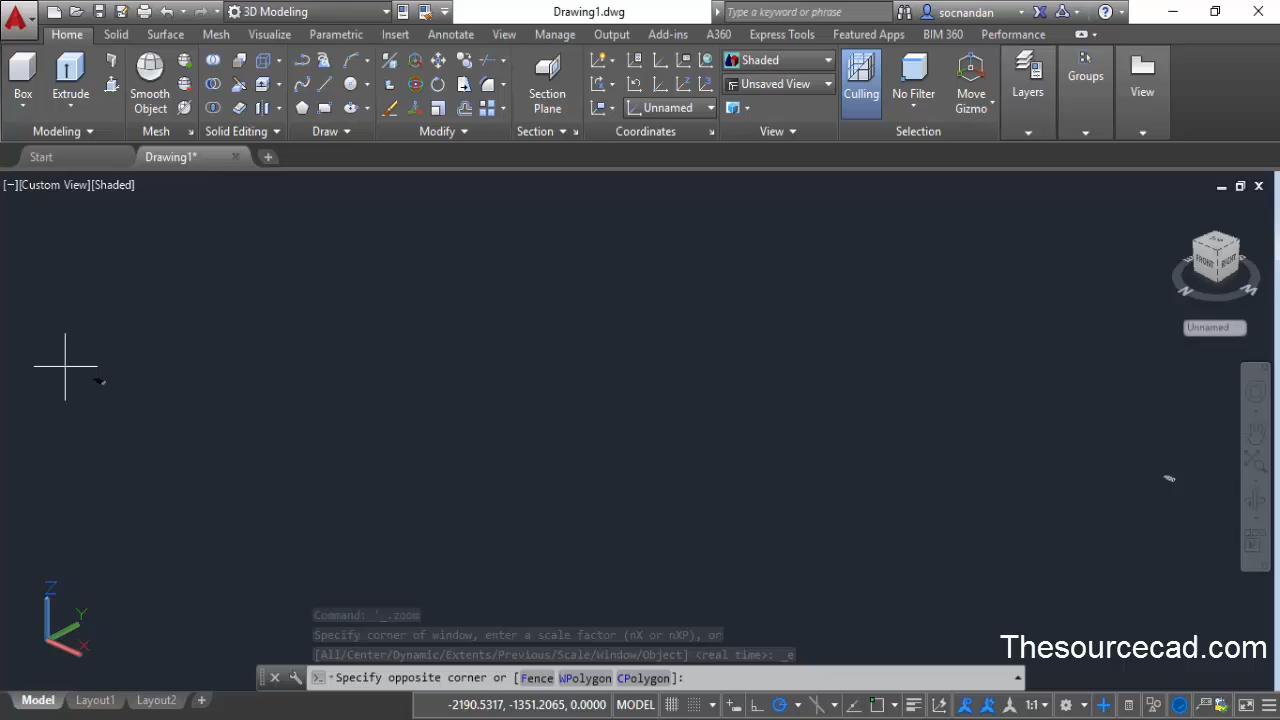 3D Modeling
Drawing1.dwg
Type a keyword or phrase
socnandan
Home Solid Surface Mesh Visualize Parametric Insert Annotate View Manage Output Add-ins A360 Express Tools Featured Apps BIM 360 Performance
Box
Extrude
Smooth
Object
Section
Plane
Shaded
Unsaved View
Unnamed
Culling
No Filter
Move
Gizmo
Layers
Groups
View
Modeling Mesh Solid Editing Draw Modify Section Coordinates View Selection
Start Drawing1*
[−][Custom View][Shaded]
FRONT
RIGHT
Unnamed
Z
Y
X
Command: '_.zoom
Specify corner of window, enter a scale factor (nX or nXP), or
[All/Center/Dynamic/Extents/Previous/Scale/Window/Object] <real time>: _e
Specify opposite corner or [Fence WPolygon CPolygon]:
Thesourcecad.com
Model Layout1 Layout2
-2190.5317, -1351.2065, 0.0000 MODEL
1:1